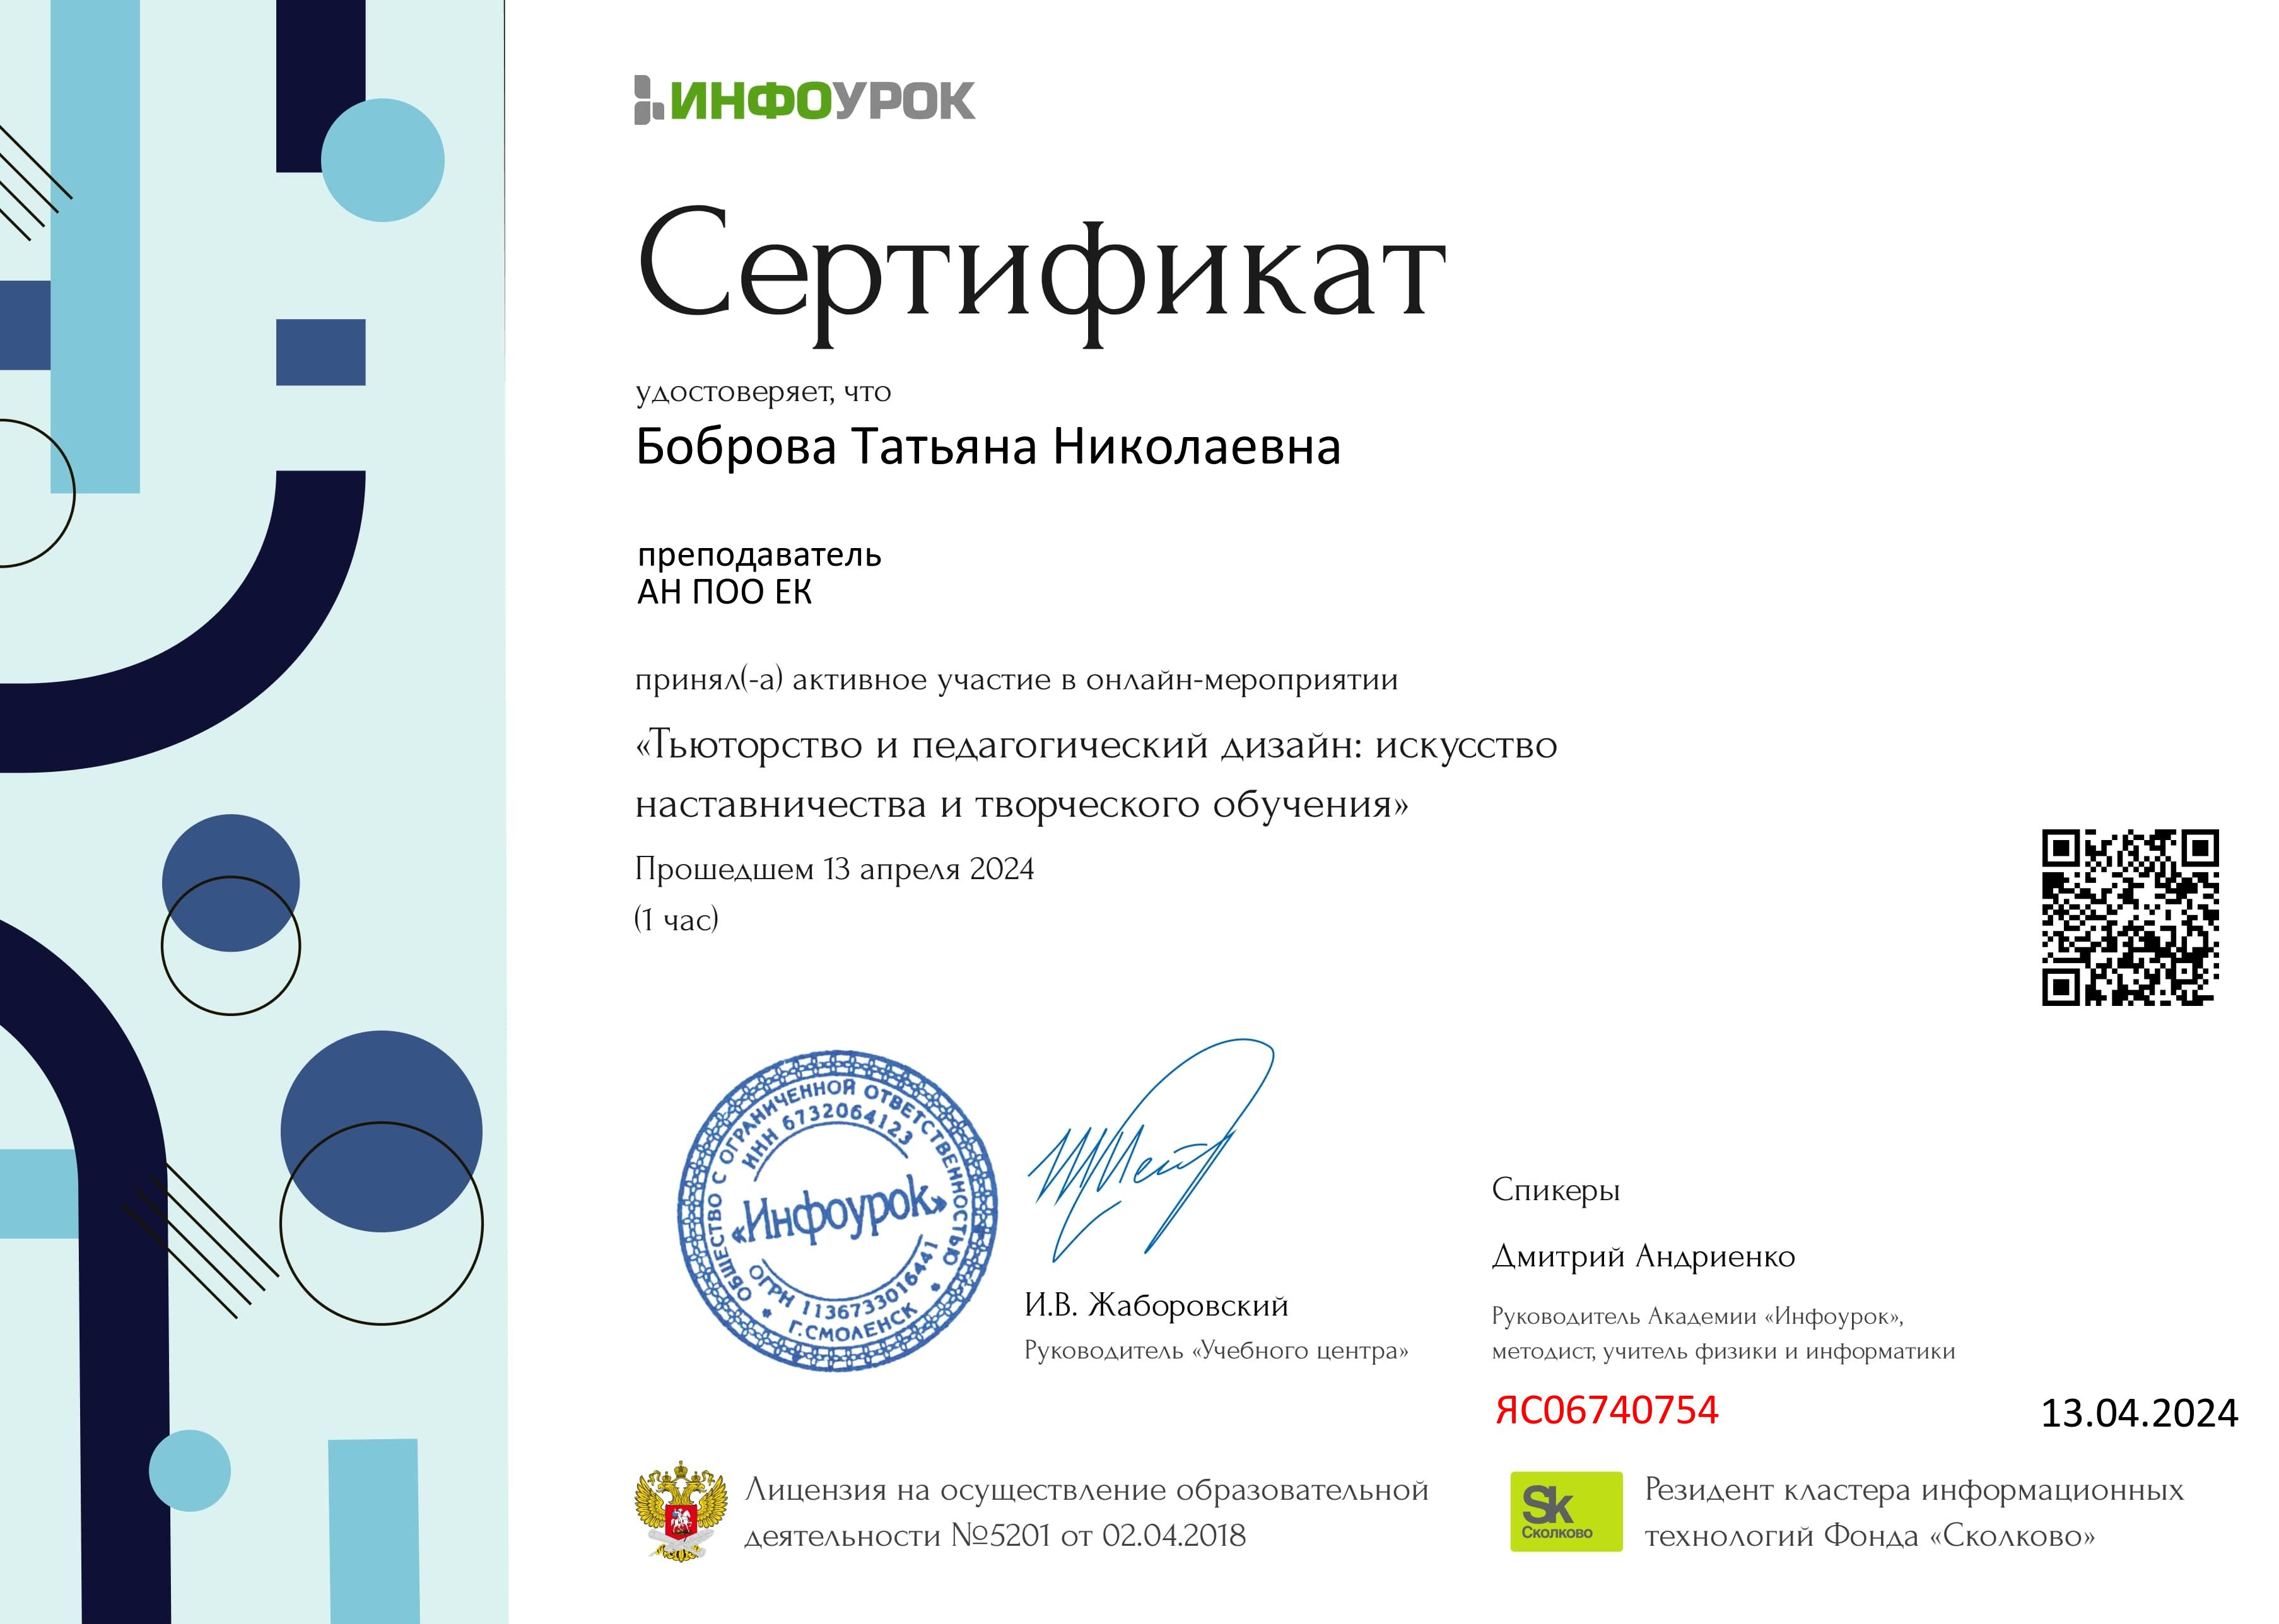 ИНФОУРОК
Сертификат
удостоверяет, что
Боброва Татьяна Николаевна
преподаватель
АН ПОО ЕК
принял(-а) активное участие в онлайн-мероприятии
«Тьюторство и педагогический дизайн: искусство
наставничества и творческого обучения»
Прошедшем 13 апреля 2024
(1 час)
ОБЩЕСТВО С ОГРАНИЧЕННОЙ ОТВЕТСТВЕННОСТЬЮ
ИНН 6732064123
«Инфоурок»
ОГРН 1136733016441
Г.СМОЛЕНСК
И.В. Жаборовский
Руководитель «Учебного центра»
Спикеры
Дмитрий Андриенко
Руководитель Академии «Инфоурок»,
методист, учитель физики и информатики
ЯС06740754
13.04.2024
Лицензия на осуществление образовательной
деятельности №5201 от 02.04.2018
Sk
Сколково
Резидент кластера информационных
технологий Фонда «Сколково»